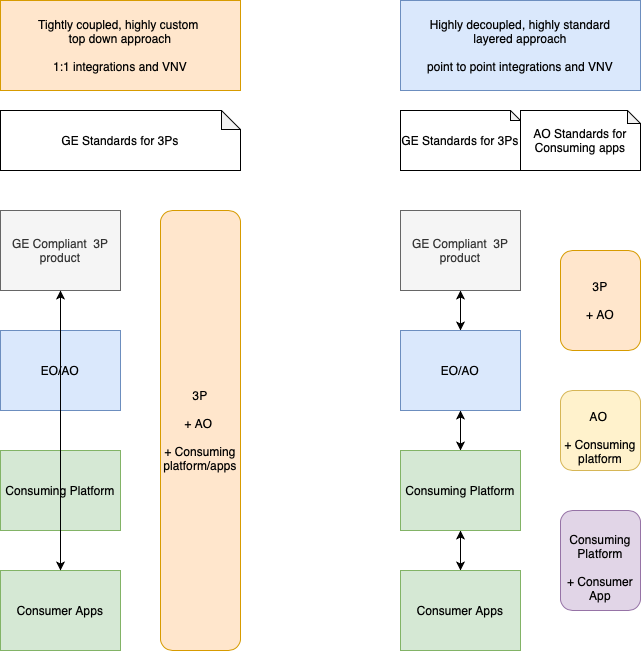 Tightly coupled, highly custom
top down approach
1:1 integrations and VNV
Highly decoupled, highly standard
layered approach
point to point integrations and VNV
GE Standards for 3Ps
GE Standards for 3Ps
AO Standards for
Consuming apps
GE Compliant 3P
product
EO/AO
Consuming Platform
Consumer Apps
3P
+ AO
+ Consuming
platform/apps
GE Compliant 3P
product
EO/AO
Consuming Platform
Consumer Apps
3P
+ AO
AO
+ Consuming
platform
Consuming
Platform
+ Consumer
App